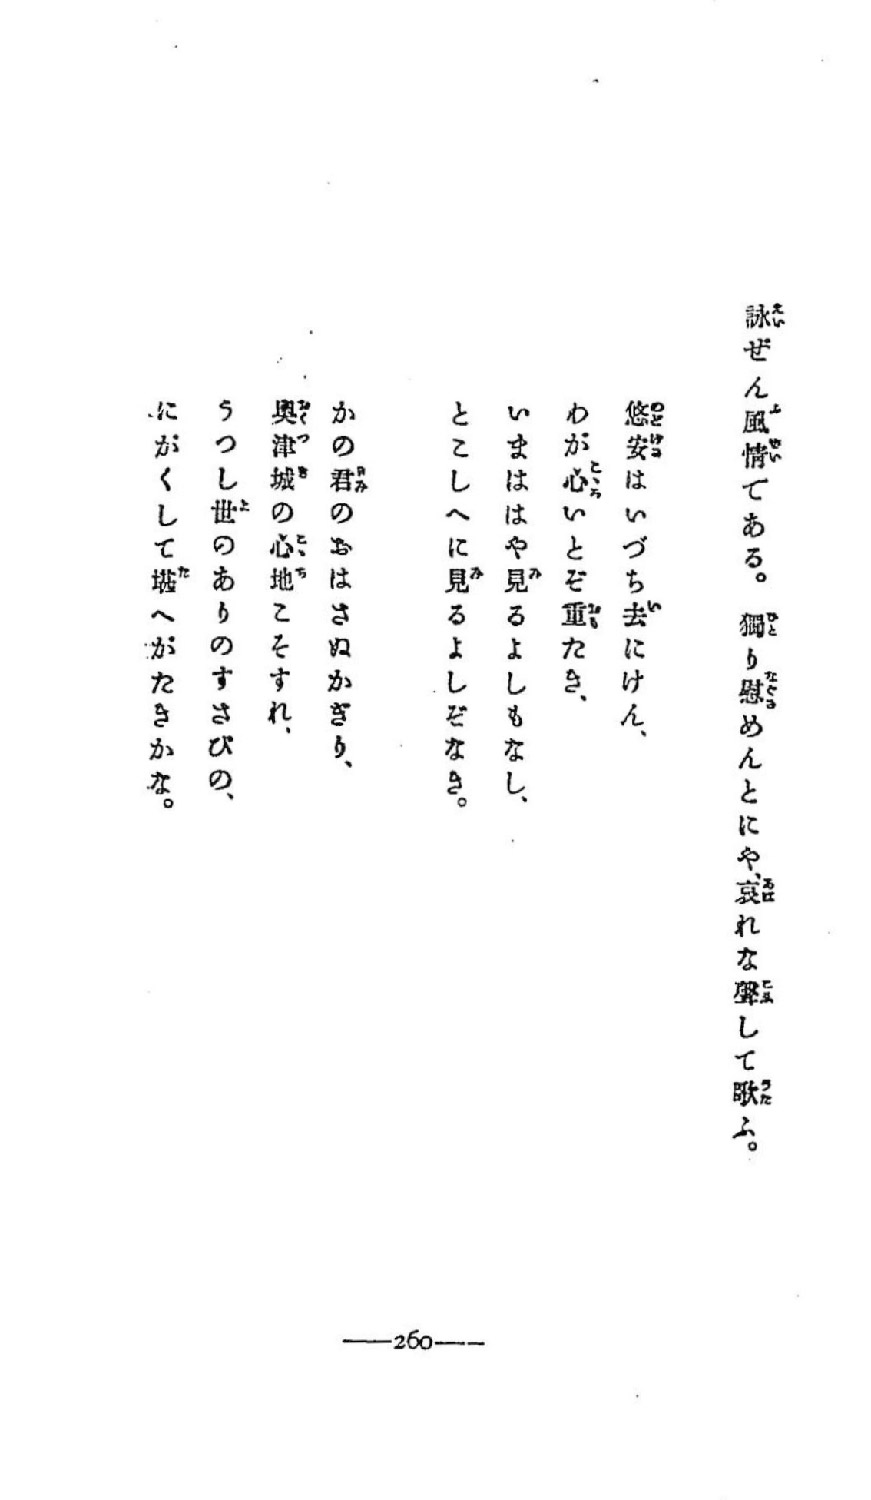 詠ぜん風情である。獨り慰めんとにや、哀れな聲して歌ふ。
悠安はいづち去にけん、
わが心いとぞ重たき、
いまははや見るよしもなし、
とこしへに見るよしぞなき。
かの君のおはさぬかぎり、
奥津城の心地こそすれ、
うつし世のありのすさびの、
にがくして堪へがたきかな。
260